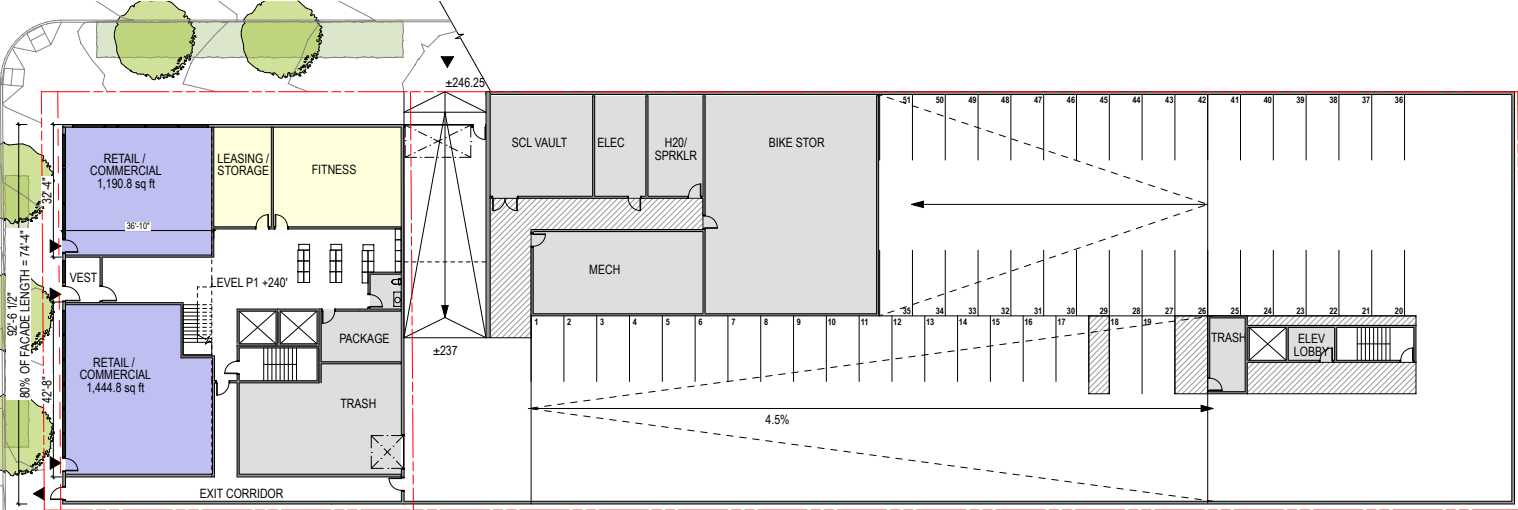 ±246.25
51 50 49 48 47 46 45 44 43 42 41 40 39 38 37 36
RETAIL /
COMMERCIAL
1,190.8 sq ft
LEASING /
STORAGE
FITNESS
SCL VAULT
ELEC
H20/
SPRKLR
BIKE STOR
32'-4"
36'-10"
80% OF FACADE LENGTH = 74'-4"
92'-6 1/2"
42'-8"
VEST
LEVEL P1 +240'
MECH
35 34 33 32 31 30 29 28 27 26 25 24 23 22 21 20
1 2 3 4 5 6 7 8 9 10 11 12 13 14 15 16 17 18 19
PACKAGE
±237
TRASH
ELEV
LOBBY
RETAIL /
COMMERCIAL
1,444.8 sq ft
TRASH
4.5%
EXIT CORRIDOR